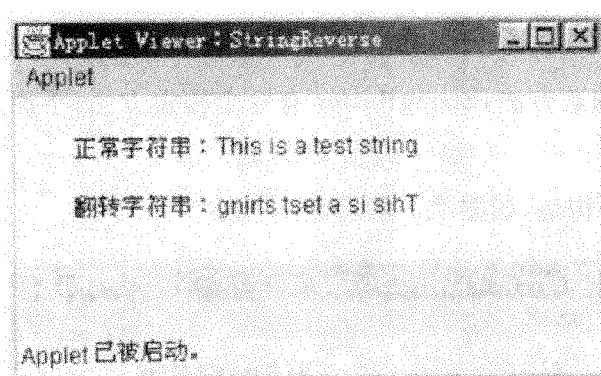 Applet Viewer：StringReverse
Applet
正常字符串：This is a test string
翻转字符串：gnirts tset a si sihT
Applet 已被启动。